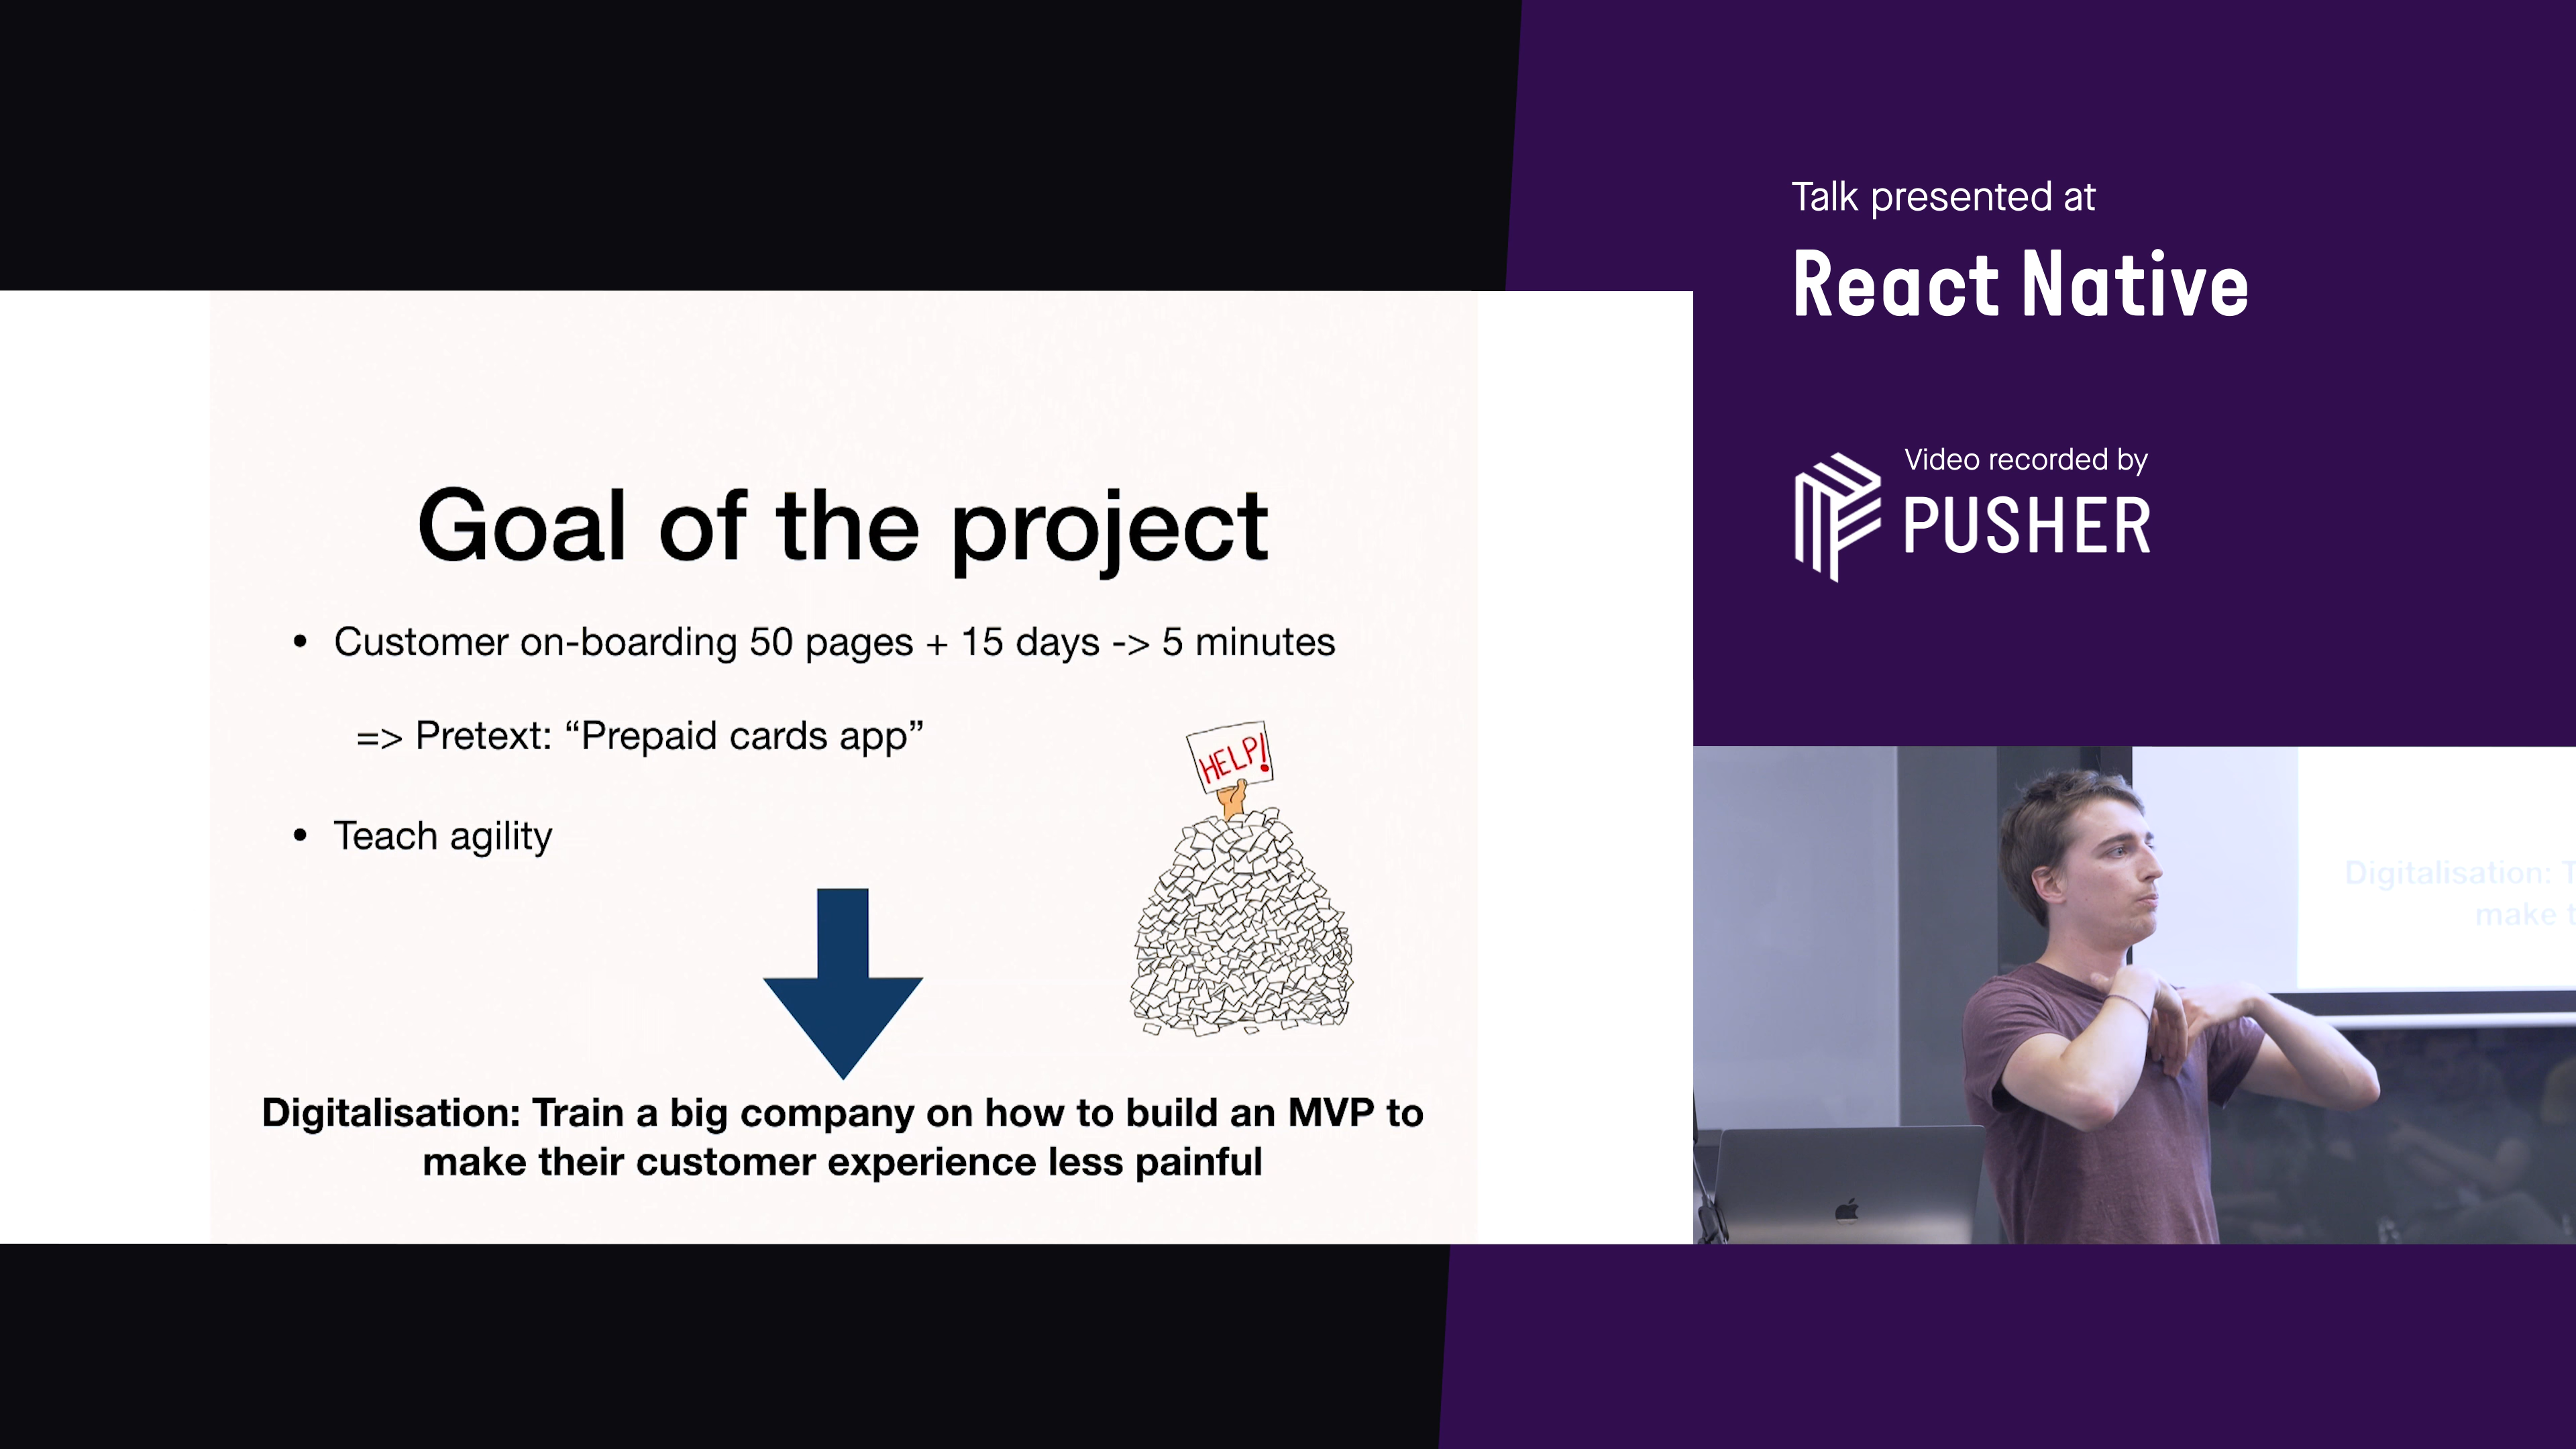 Talk presented at
React Native
Video recorded by
PUSHER
Goal of the project
• Customer on-boarding 50 pages + 15 days -> 5 minutes
=> Pretext: “Prepaid cards app”
HELP!
• Teach agility
Digitalisation: Train a big company on how to build an MVP to
make their customer experience less painful
Digitalisation: T
make t